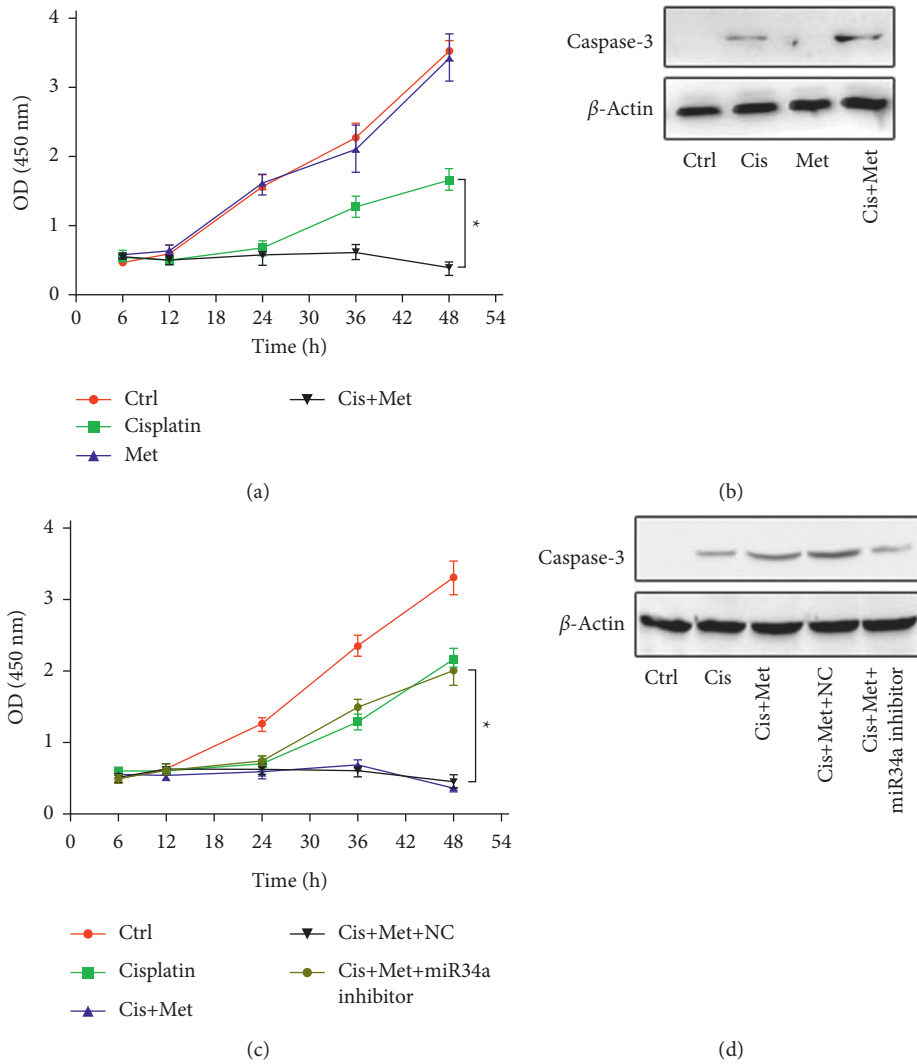 4
3
2
1
0
OD (450 nm)
0 6 12 18 24 30 36 42 48 54
Time (h)
*
Ctrl
Cisplatin
Met
Cis+Met
(a)
Caspase-3
β-Actin
Ctrl
Cis
Met
Cis+Met
(b)
4
3
2
1
0
OD (450 nm)
0 6 12 18 24 30 36 42 48 54
Time (h)
*
Ctrl
Cisplatin
Cis+Met
Cis+Met+NC
Cis+Met+miR34a
inhibitor
(c)
Caspase-3
β-Actin
Ctrl
Cis
Cis+Met
Cis+Met+NC
Cis+Met+
miR34a inhibitor
(d)